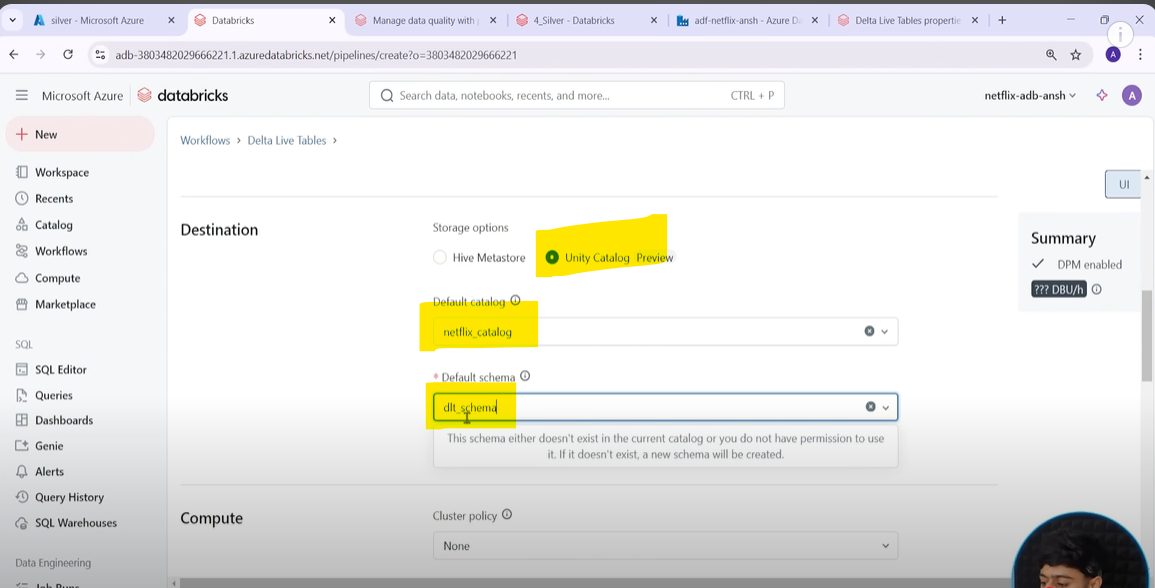 silver - Microsoft Azure
Databricks
Manage data quality with
4_Silver - Databricks
adf-netflix-ansh - Azure Da
Delta Live Tables propertie
adb-3803482029666221.1.azuredatabricks.net/pipelines/create?o=3803482029666221
A
Microsoft Azure
databricks
Search data, notebooks, recents, and more...
CTRL + P
netflix-adb-ansh
A
New
Workspace
Recents
Catalog
Workflows
Compute
Marketplace
SQL
SQL Editor
Queries
Dashboards
Genie
Alerts
Query History
SQL Warehouses
Data Engineering
Job Runs
Workflows › Delta Live Tables ›
UI
Destination
Storage options
Hive Metastore
Unity Catalog Preview
Default catalog
netflix_catalog
* Default schema
dlt_schema
This schema either doesn't exist in the current catalog or you do not have permission to use
it. If it doesn't exist, a new schema will be created.
Compute
Cluster policy
None
Summary
DPM enabled
??? DBU/h